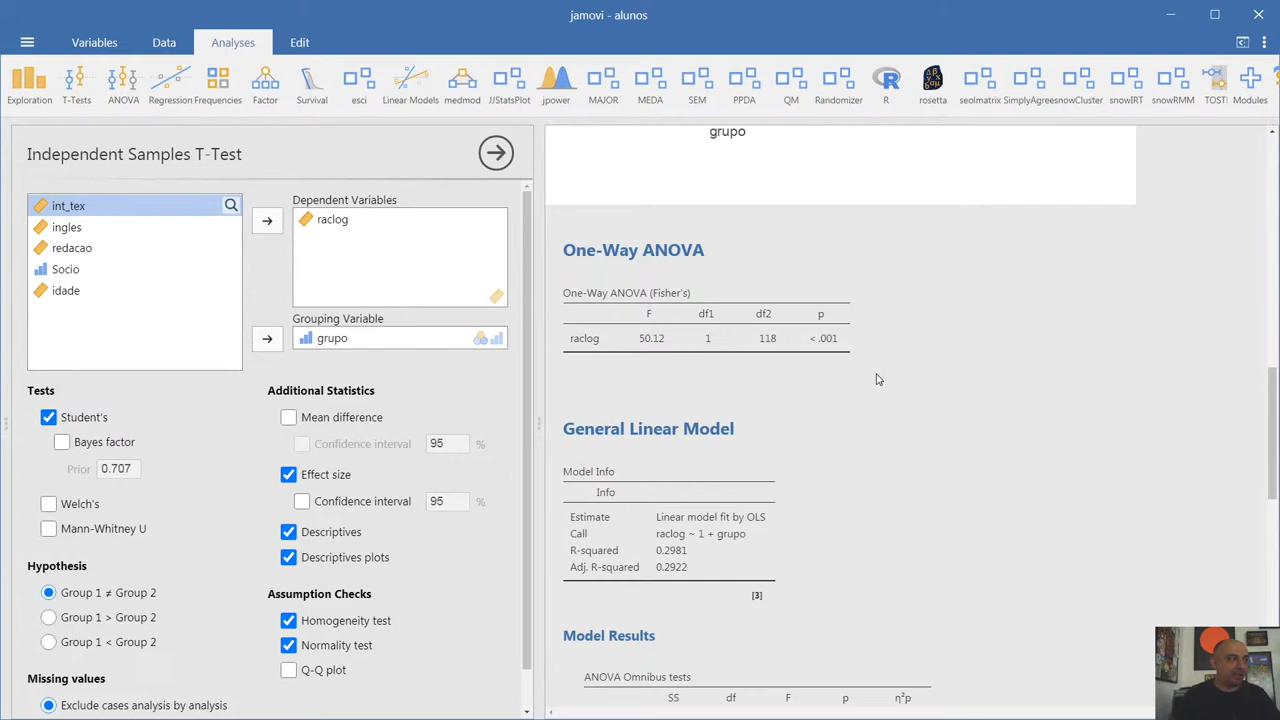 jamovi - alunos
Variables Data Analyses Edit
Exploration T-Tests ANOVA Regression Frequencies Factor Survival esci Linear Models medmod JJStatsPlot jpower MAJOR MEDA SEM PPDA QM Randomizer R rosetta seolmatrix SimplyAgree snowCluster snowIRT snowRMM TOST Modules
Independent Samples T-Test
int_tex
ingles
redacao
Socio
idade
Dependent Variables
raclog
Grouping Variable
grupo
Tests
Student's
Bayes factor
Prior 0.707
Welch's
Mann-Whitney U
Hypothesis
Group 1 ≠ Group 2
Group 1 > Group 2
Group 1 < Group 2
Missing values
Exclude cases analysis by analysis
Additional Statistics
Mean difference
Confidence interval 95 %
Effect size
Confidence interval 95 %
Descriptives
Descriptives plots
Assumption Checks
Homogeneity test
Normality test
Q-Q plot
grupo
One-Way ANOVA
One-Way ANOVA (Fisher's)
F df1 df2 p
raclog 50.12 1 118 < .001
General Linear Model
Model Info
Info
Estimate Linear model fit by OLS
Call raclog ~ 1 + grupo
R-squared 0.2981
Adj. R-squared 0.2922
[3]
Model Results
ANOVA Omnibus tests
SS df F p η²p